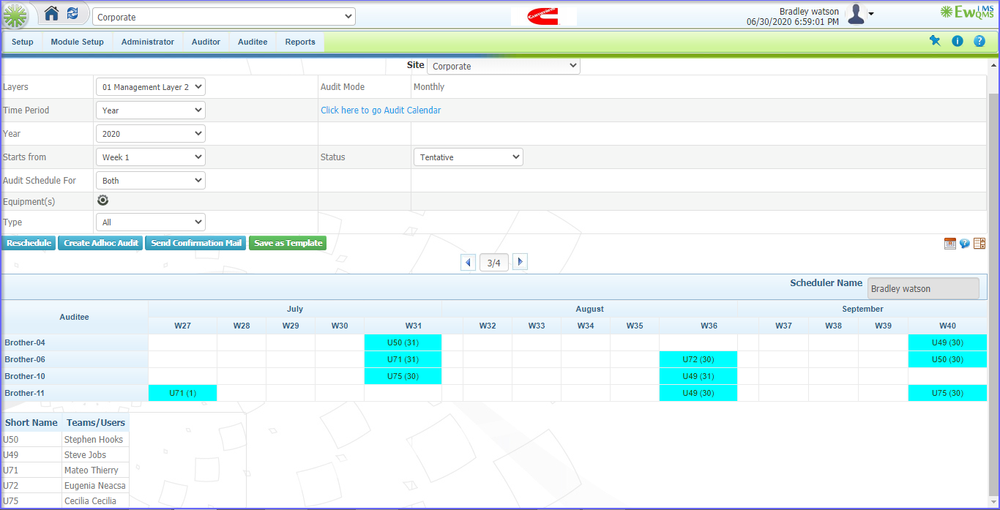 Corporate
Cummins
Bradley watson
06/30/2020 6:59:01 PM
EwQMS IMS
Setup Module Setup Administrator Auditor Auditee Reports
Site Corporate
Layers 01 Management Layer 2 Audit Mode Monthly
Time Period Year Click here to go Audit Calendar
Year 2020
Starts from Week 1 Status Tentative
Audit Schedule For Both
Equipment(s)
Type All
Reschedule Create Adhoc Audit Send Confirmation Mail Save as Template
3/4
Scheduler Name Bradley watson
Auditee July August September
W27 W28 W29 W30 W31 W32 W33 W34 W35 W36 W37 W38 W39 W40
Brother-04 U50 (31) U49 (30)
Brother-06 U71 (31) U72 (30) U50 (30)
Brother-10 U75 (30) U49 (31)
Brother-11 U71 (1) U49 (30) U75 (30)
Short Name Teams/Users
U50 Stephen Hooks
U49 Steve Jobs
U71 Mateo Thierry
U72 Eugenia Neacsa
U75 Cecilia Cecilia